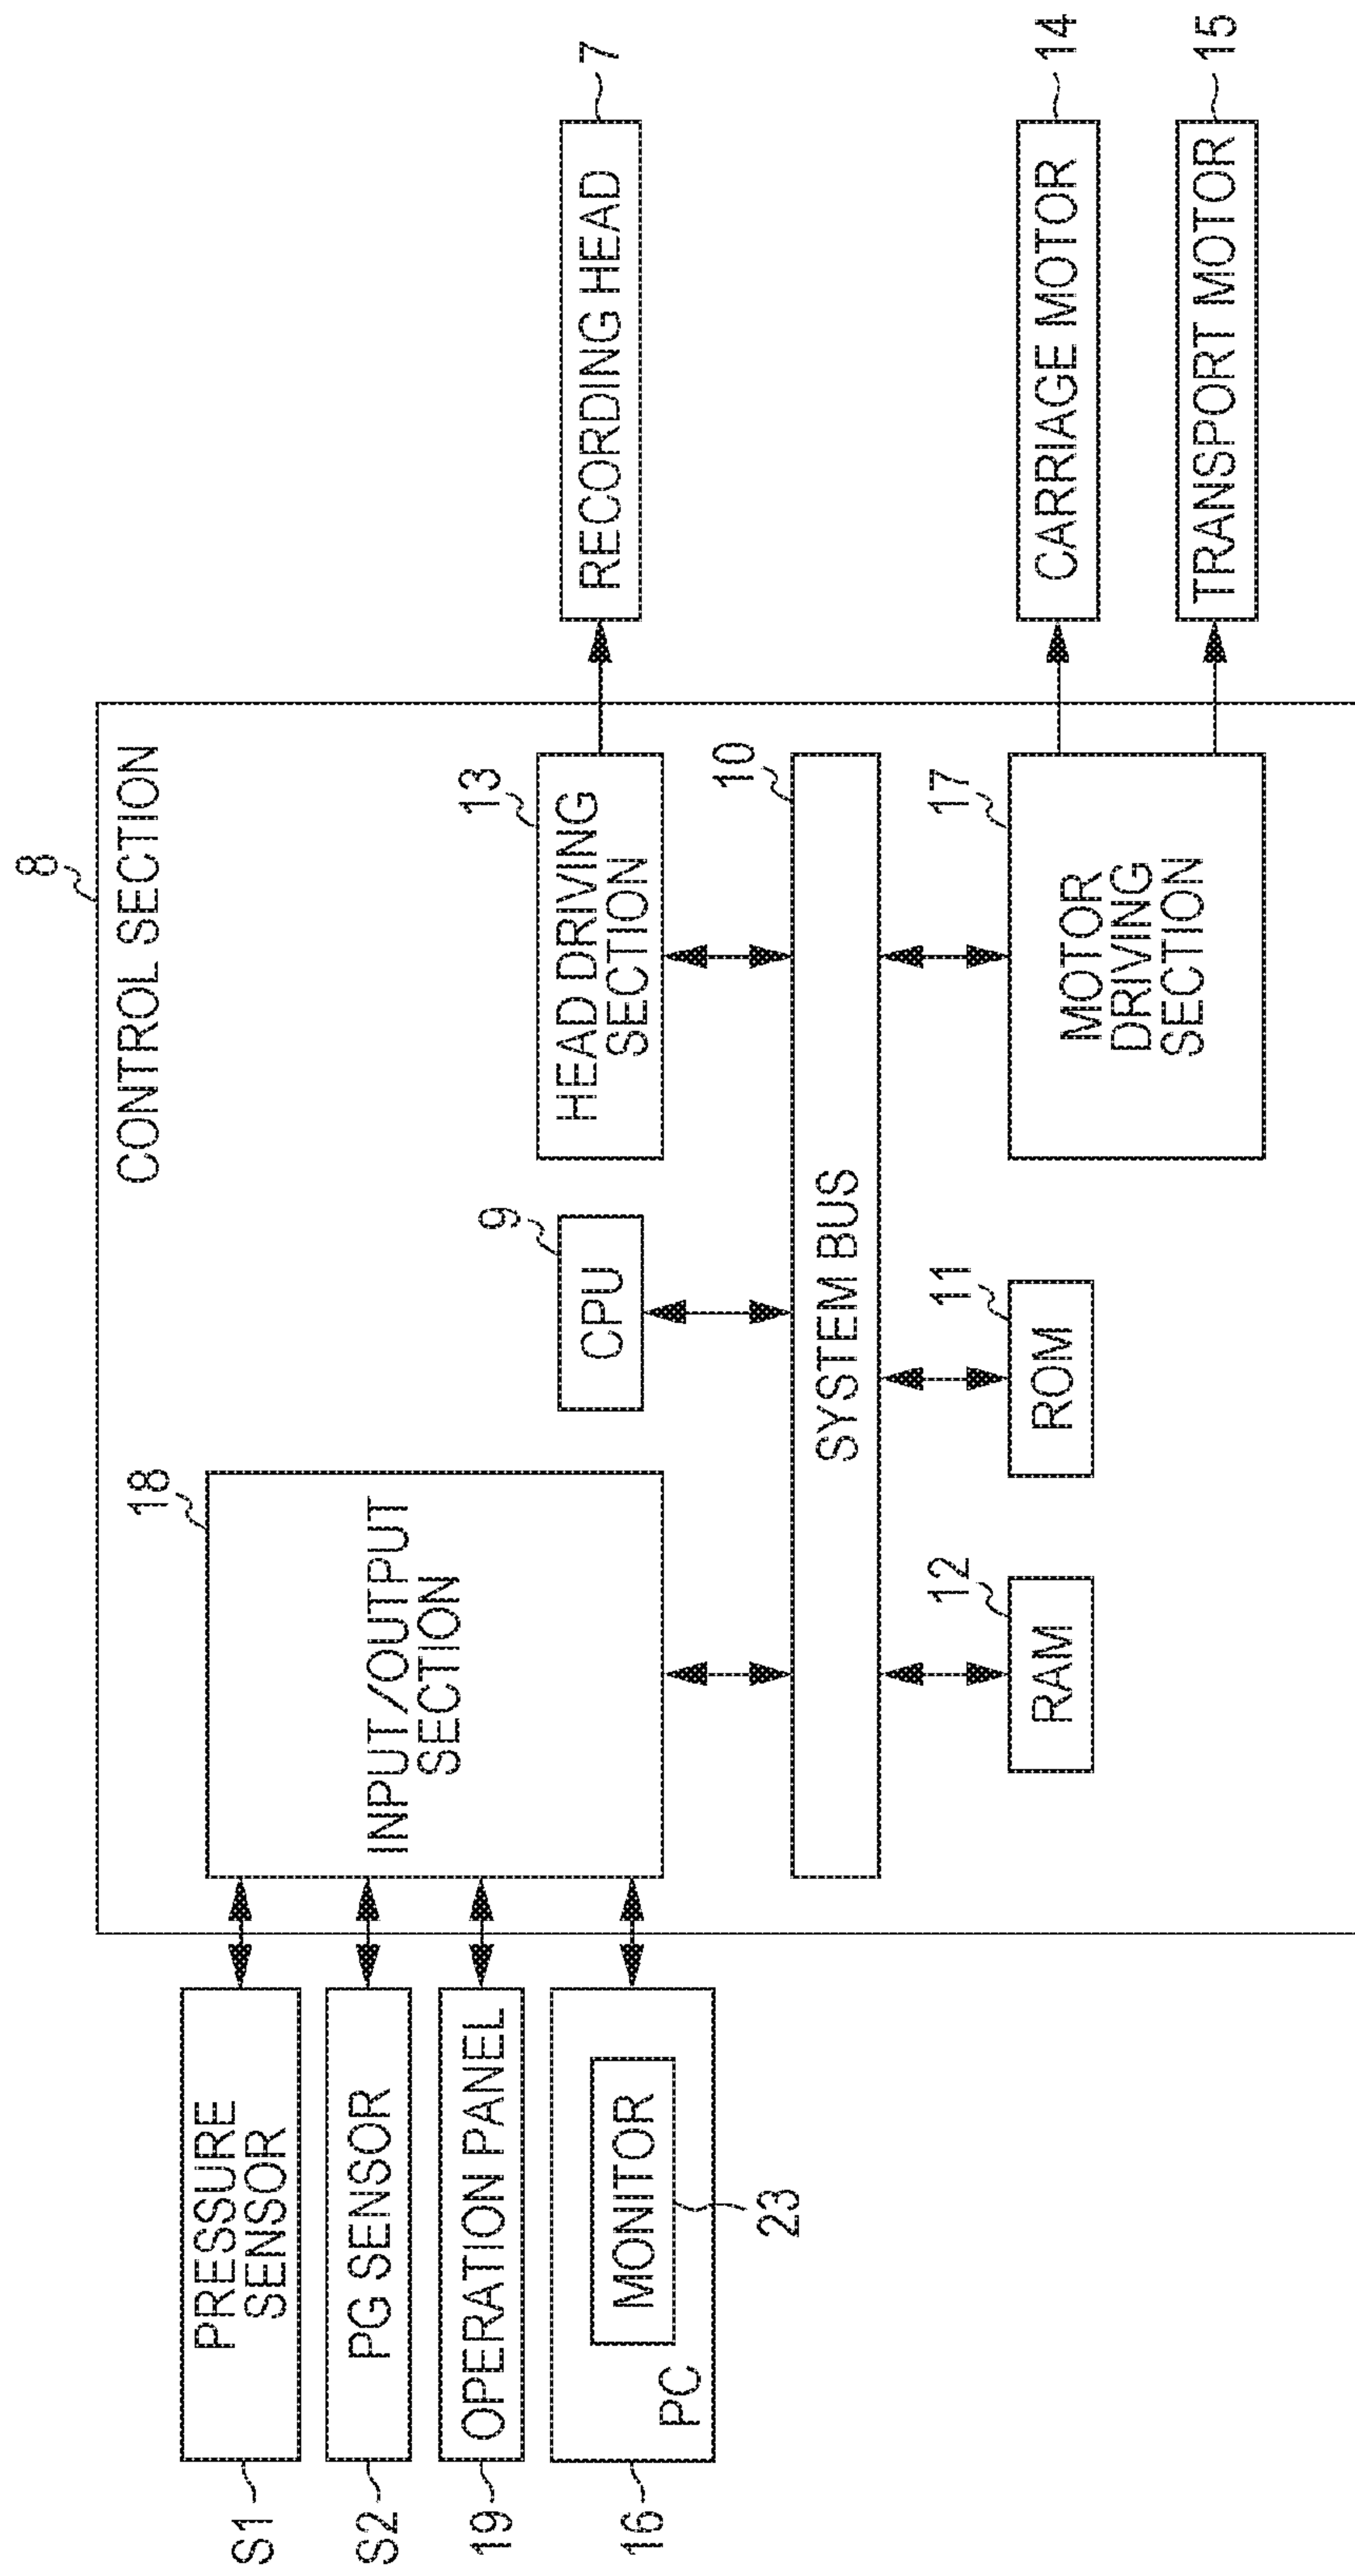 8
CONTROL SECTION
S1
PRESSURE
SENSOR
S2
PG SENSOR
19
OPERATION PANEL
16
PC
MONITOR
23
18
INPUT/OUTPUT
SECTION
9
CPU
13
HEAD DRIVING
SECTION
7
RECORDING HEAD
10
SYSTEM BUS
12
RAM
11
ROM
17
MOTOR
DRIVING
SECTION
14
CARRIAGE MOTOR
15
TRANSPORT MOTOR